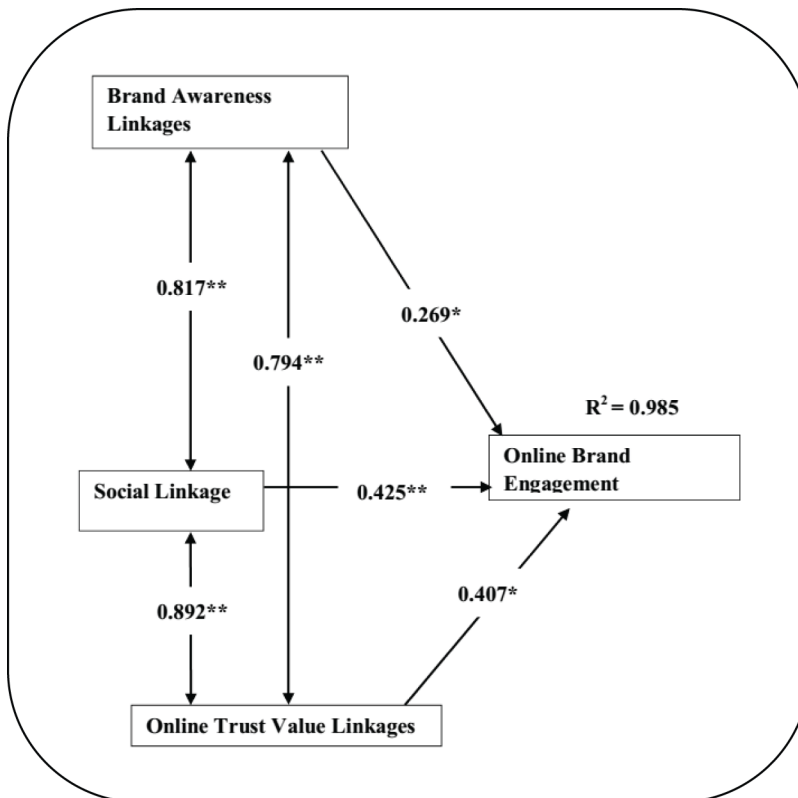 Brand Awareness
Linkages
0.817**
0.269*
0.794**
R² = 0.985
Online Brand
Engagement
Social Linkage
0.425**
0.892**
0.407*
Online Trust Value Linkages